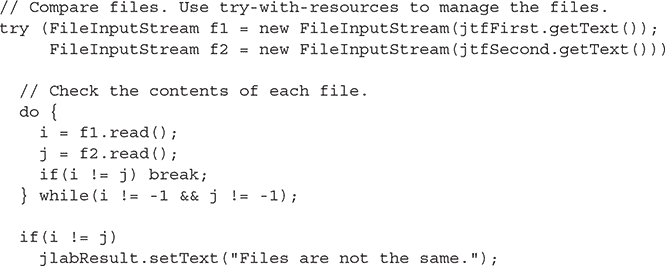 // Compare files. Use try-with-resources to manage the files.
try (FileInputStream f1 = new FileInputStream(jtfFirst.getText());
     FileInputStream f2 = new FileInputStream(jtfSecond.getText()))

  // Check the contents of each file.
  do {
    i = f1.read();
    j = f2.read();
    if(i != j) break;
  } while(i != -1 && j != -1);

  if(i != j)
    jlabResult.setText("Files are not the same.");